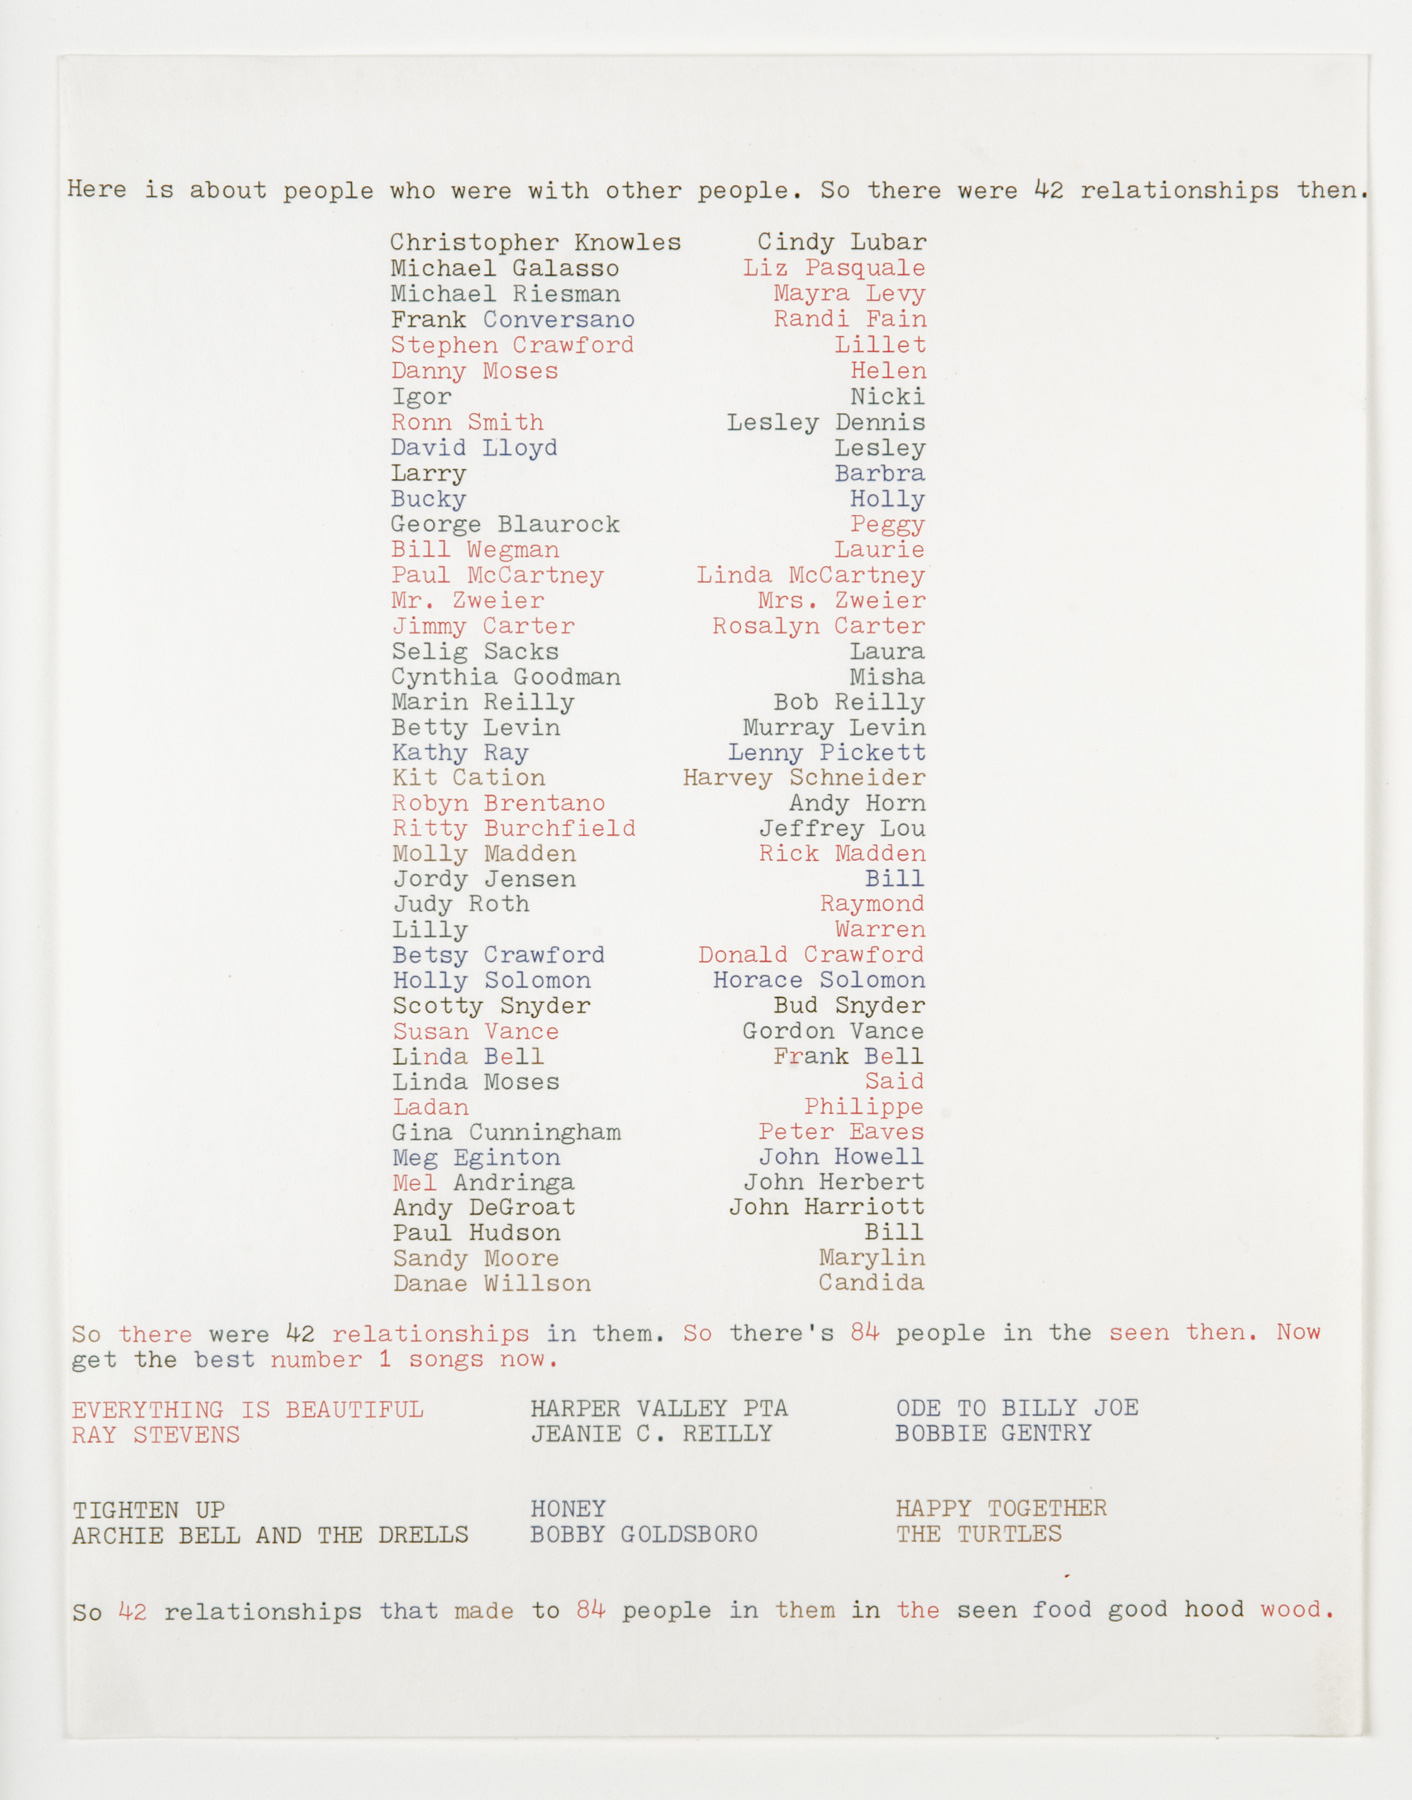 Here is about people who were with other people. So there were 42 relationships then.
Christopher Knowles Cindy Lubar
Michael Galasso Liz Pasquale
Michael Riesman Mayra Levy
Frank Conversano Randi Fain
Stephen Crawford Lillet
Danny Moses Helen
Igor Nicki
Ronn Smith Lesley Dennis
David Lloyd Lesley
Larry Barbra
Bucky Holly
George Blaurock Peggy
Bill Wegman Laurie
Paul McCartney Linda McCartney
Mr. Zweier Mrs. Zweier
Jimmy Carter Rosalyn Carter
Selig Sacks Laura
Cynthia Goodman Misha
Marin Reilly Bob Reilly
Betty Levin Murray Levin
Kathy Ray Lenny Pickett
Kit Cation Harvey Schneider
Robyn Brentano Andy Horn
Ritty Burchfield Jeffrey Lou
Molly Madden Rick Madden
Jordy Jensen Bill
Judy Roth Raymond
Lilly Warren
Betsy Crawford Donald Crawford
Holly Solomon Horace Solomon
Scotty Snyder Bud Snyder
Susan Vance Gordon Vance
Linda Bell Frank Bell
Linda Moses Said
Ladan Philippe
Gina Cunningham Peter Eaves
Meg Eginton John Howell
Mel Andringa John Herbert
Andy DeGroat John Harriott
Paul Hudson Bill
Sandy Moore Marylin
Danae Willson Candida
So there were 42 relationships in them. So there's 84 people in the seen then. Now
get the best number 1 songs now.
EVERYTHING IS BEAUTIFUL HARPER VALLEY PTA ODE TO BILLY JOE
RAY STEVENS JEANIE C. REILLY BOBBIE GENTRY
TIGHTEN UP HONEY HAPPY TOGETHER
ARCHIE BELL AND THE DRELLS BOBBY GOLDSBORO THE TURTLES
So 42 relationships that made to 84 people in them in the seen food good hood wood.